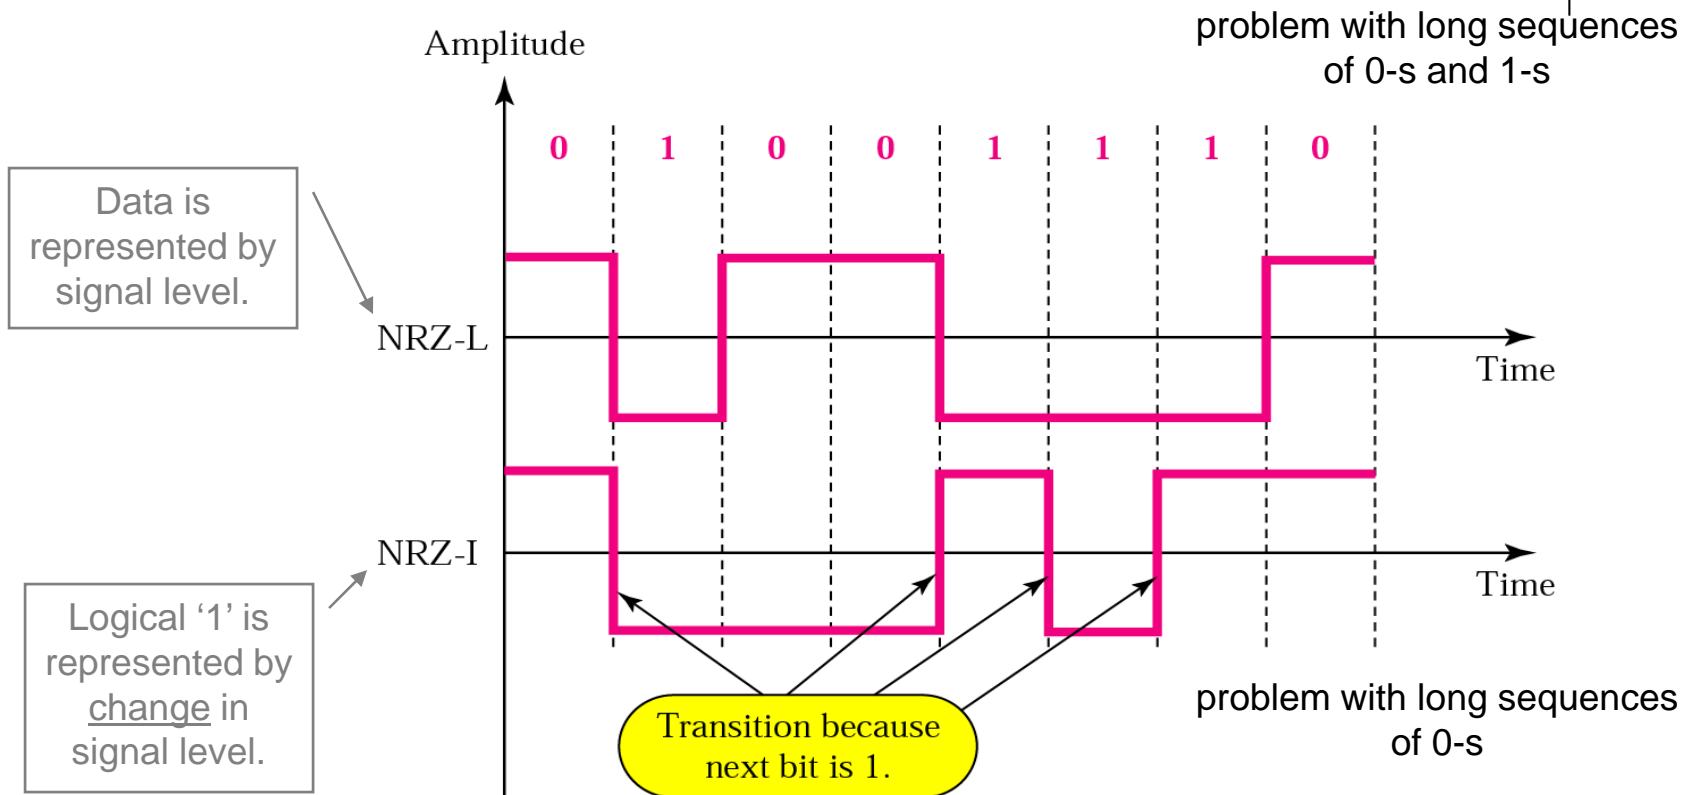 problem with long sequences
of 0-s and 1-s
Amplitude
0 1 0 0 1 1 1 0
Data is
represented by
signal level.
NRZ-L
Time
NRZ-I
Time
Logical ‘1’ is
represented by
change in
signal level.
Transition because
next bit is 1.
problem with long sequences
of 0-s